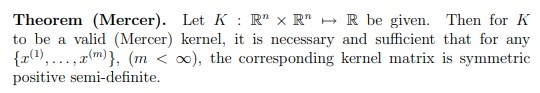 Theorem (Mercer). Let K : ℝⁿ × ℝⁿ ↦ ℝ be given. Then for K
to be a valid (Mercer) kernel, it is necessary and sufficient that for any
{x⁽¹⁾, . . . , x⁽ᵐ⁾}, (m < ∞), the corresponding kernel matrix is symmetric
positive semi-definite.